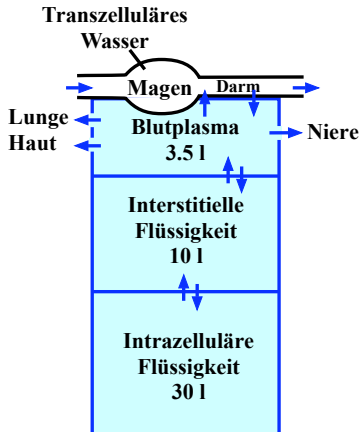 Transzelluläres
Wasser
Magen
Darm
Lunge
Haut
Blutplasma
3.5 l
Niere
Interstitielle
Flüssigkeit
10 l
Intrazelluläre
Flüssigkeit
30 l